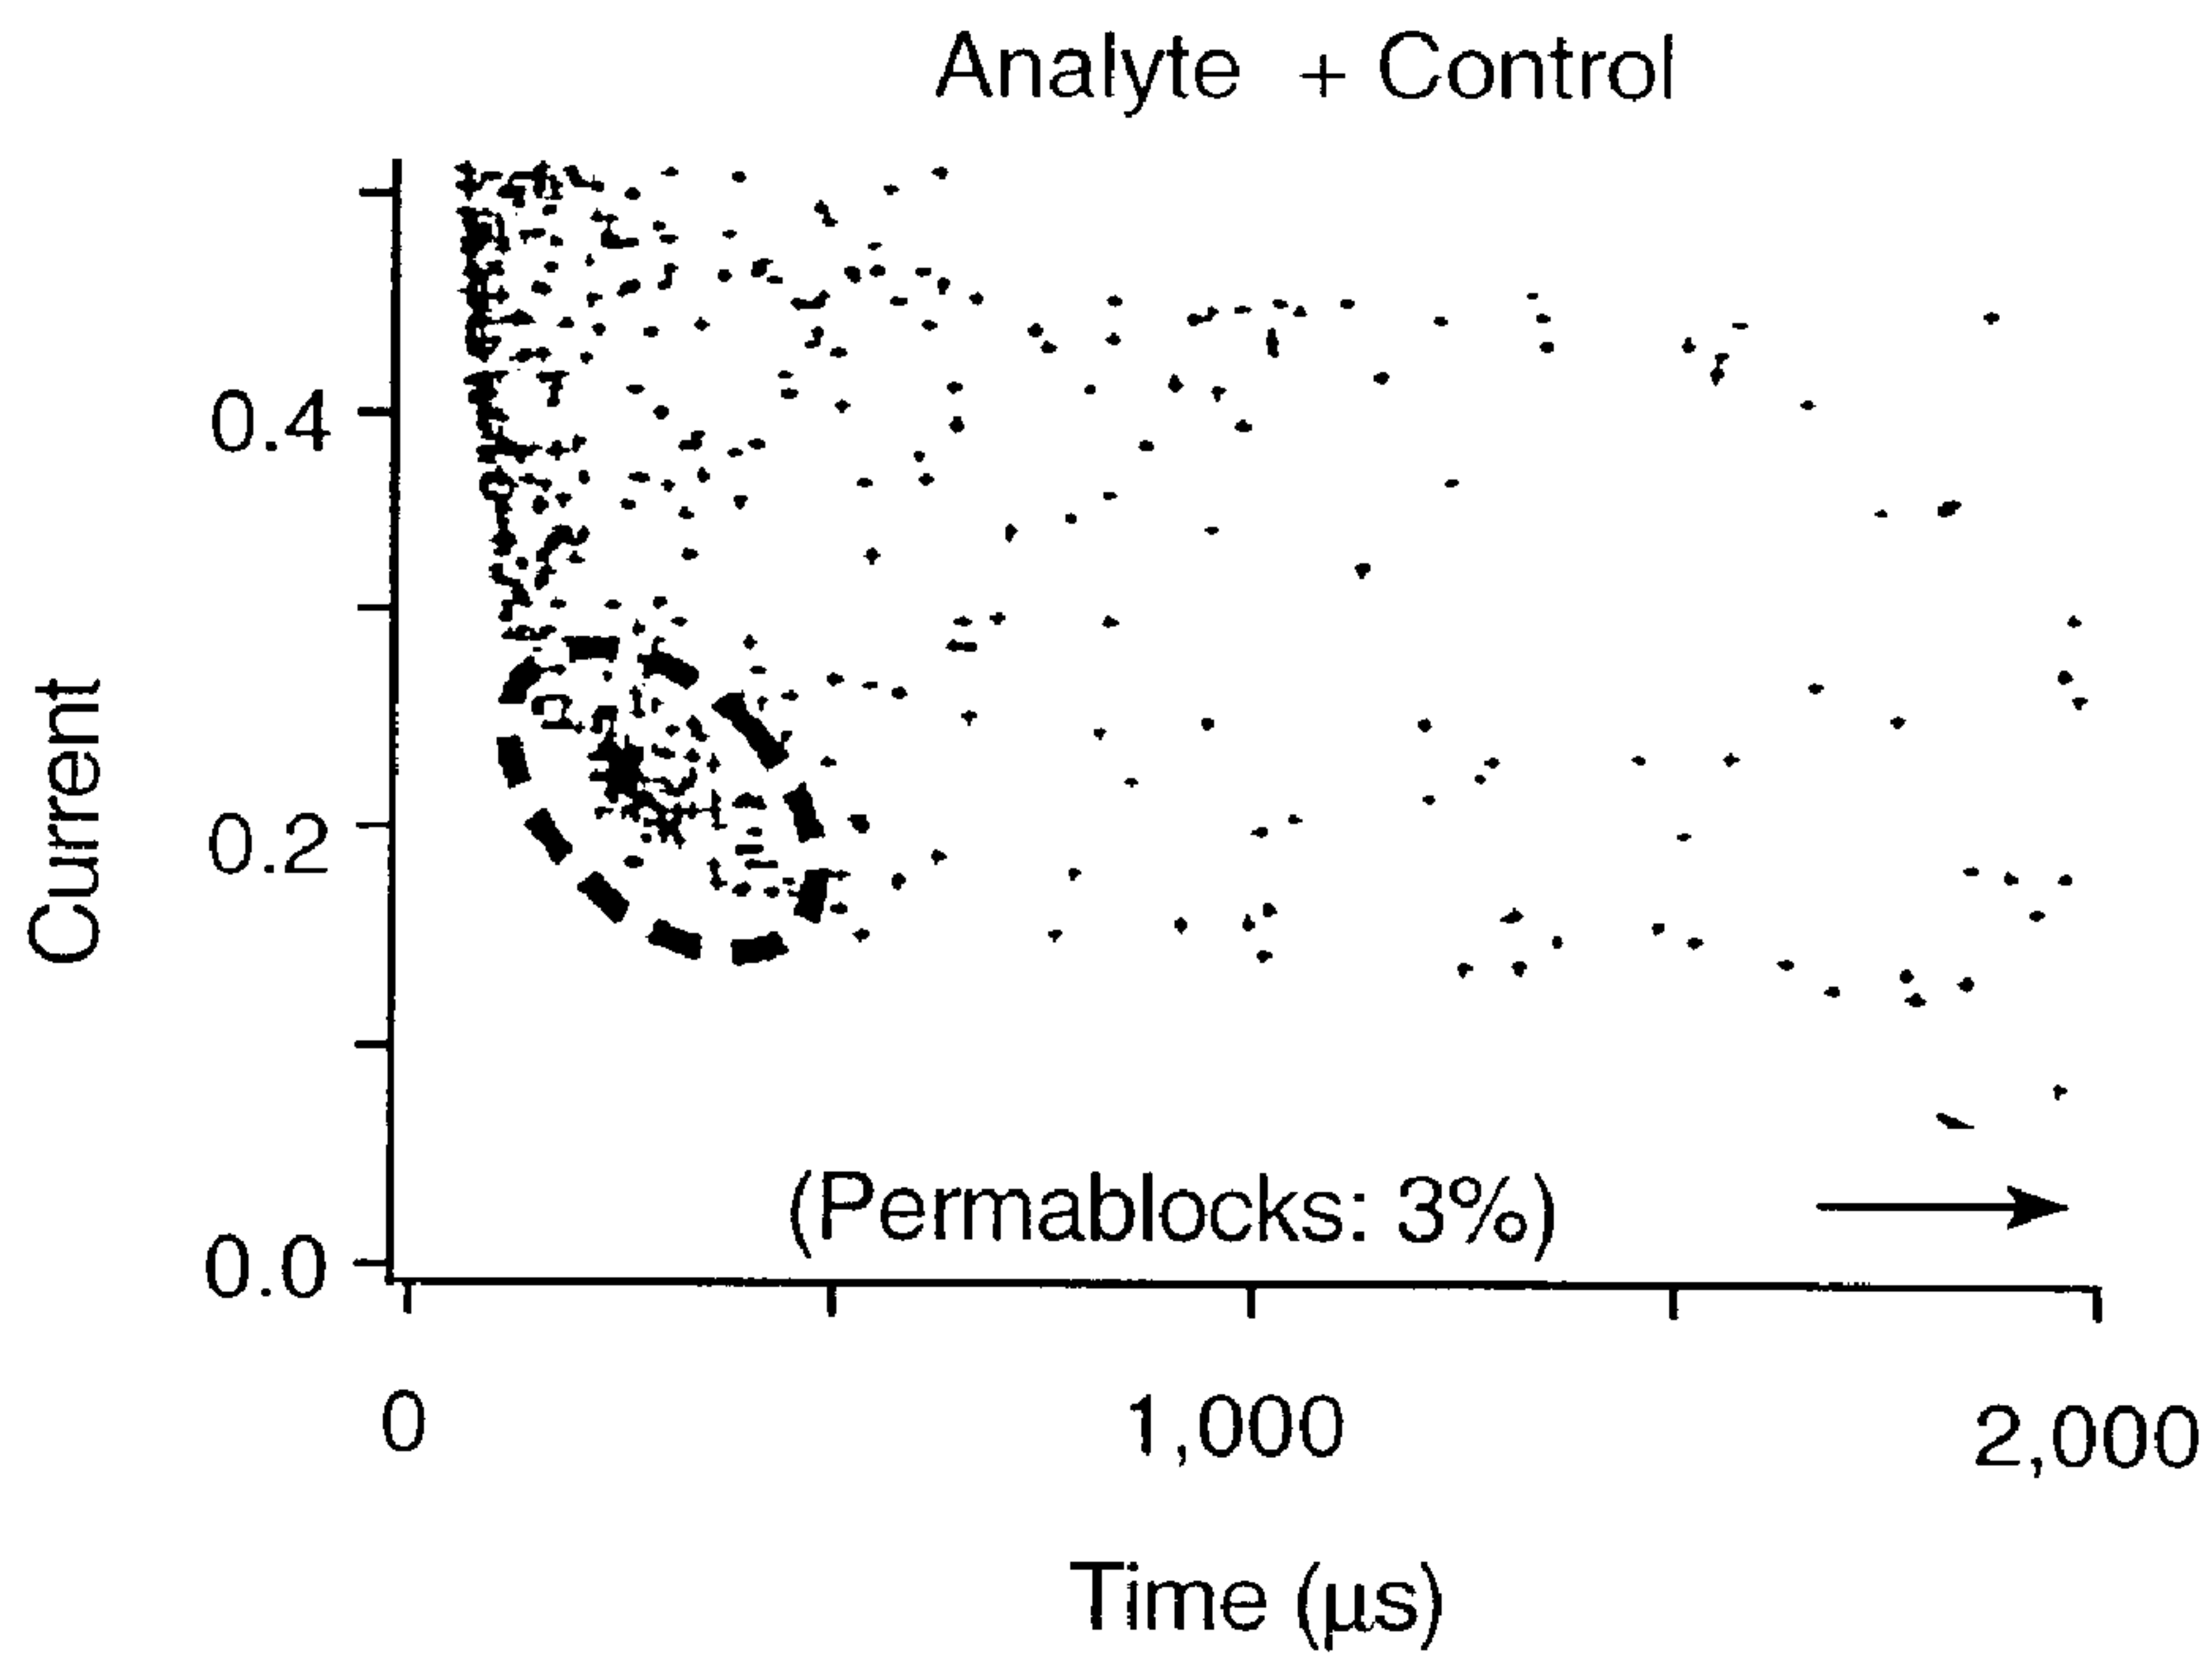 Analyte + Control
0.4
0.2
0.0
Current
(Permablocks: 3%)
0
1,000
2,000
Time (µs)